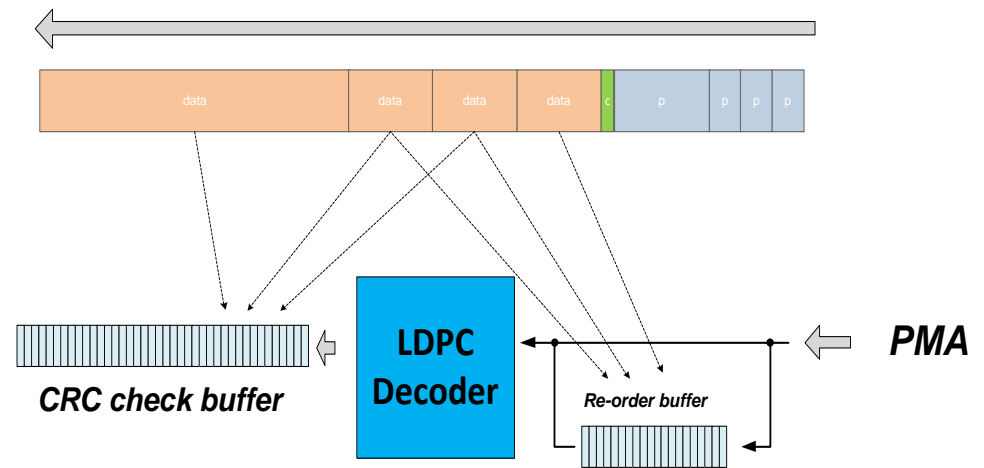 data data data data c p p p p
LDPC
Decoder
PMA
CRC check buffer
Re-order buffer